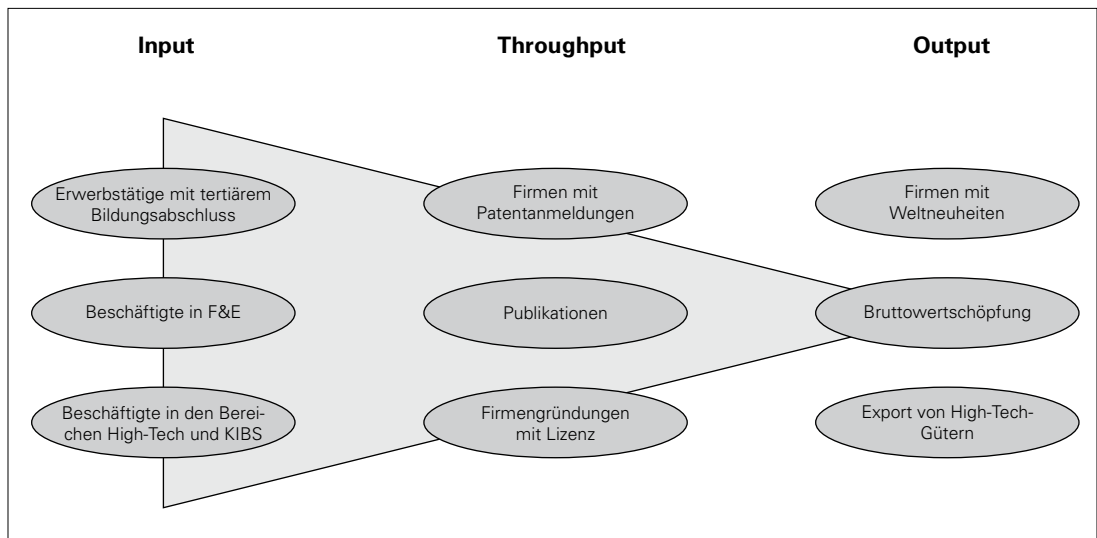 Input
Throughput
Output
Erwerbstätige mit tertiärem
Bildungsabschluss
Firmen mit
Patentanmeldungen
Firmen mit
Weltneuheiten
Beschäftigte in F&E
Publikationen
Bruttowertschöpfung
Beschäftigte in den Berei-
chen High-Tech und KIBS
Firmengründungen
mit Lizenz
Export von High-Tech-
Gütern